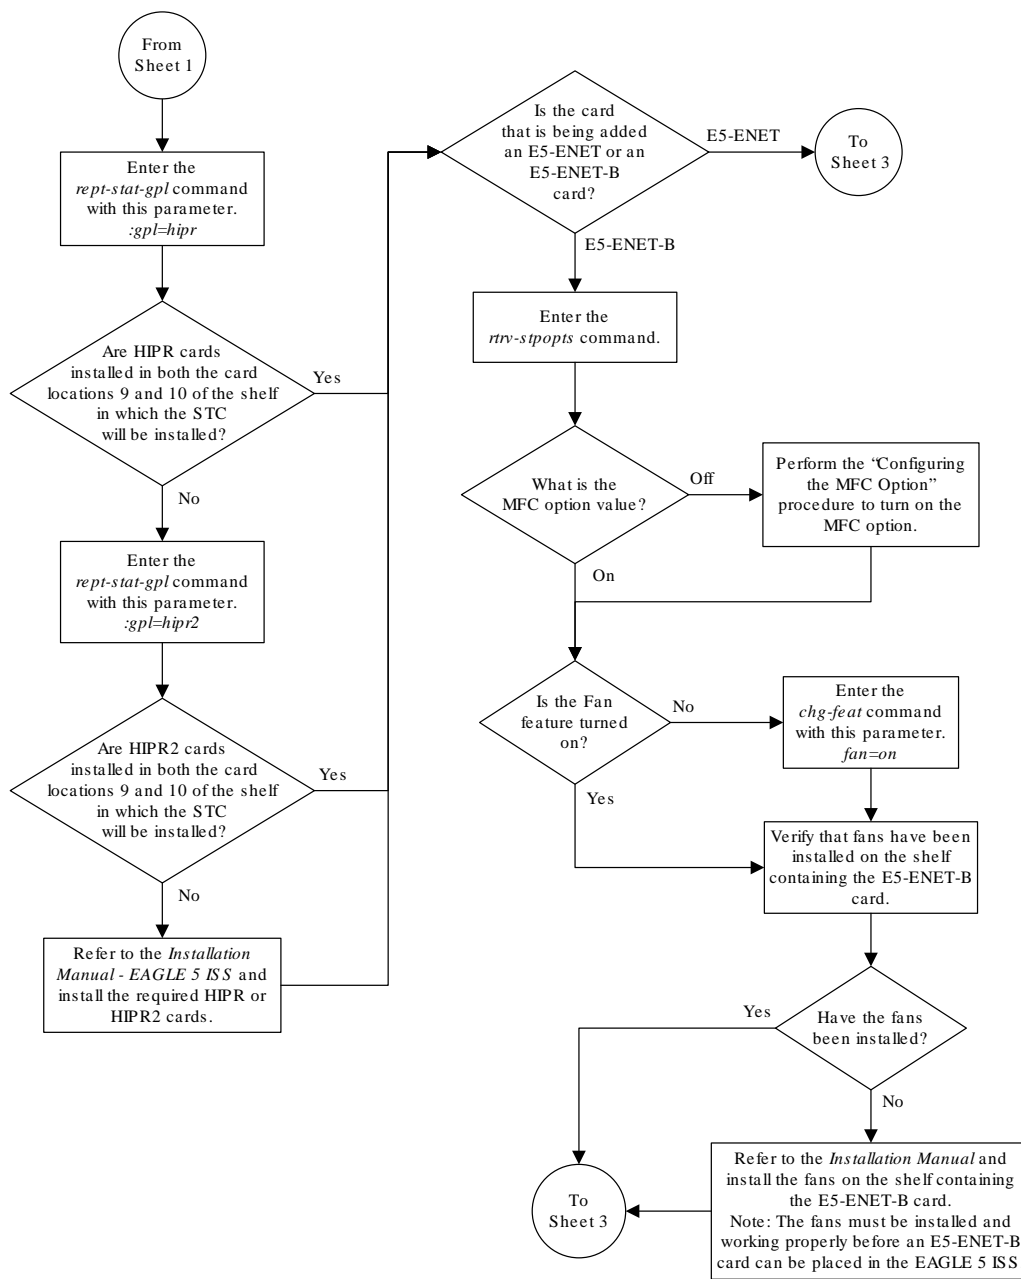 From
Sheet 1
Enter the
rept-stat-gpl command
with this parameter.
:gpl=hipr
Are HIPR cards
installed in both the card
locations 9 and 10 of the shelf
in which the STC
will be installed?
Yes
No
Enter the
rept-stat-gpl command
with this parameter.
:gpl=hipr2
Are HIPR2 cards
installed in both the card
locations 9 and 10 of the shelf
in which the STC
will be installed?
Yes
No
Refer to the Installation
Manual - EAGLE 5 ISS and
install the required HIPR or
HIPR2 cards.
Is the card
that is being added
an E5-ENET or an
E5-ENET-B
card?
E5-ENET
To
Sheet 3
E5-ENET-B
Enter the
rtrv-stpopts command.
What is the
MFC option value?
Off
Perform the “Configuring
the MFC Option”
procedure to turn on the
MFC option.
On
Is the Fan
feature turned
on?
No
Enter the
chg-feat command
with this parameter.
fan=on
Yes
Verify that fans have been
installed on the shelf
containing the E5-ENET-B
card.
Have the fans
been installed?
Yes
No
To
Sheet 3
Refer to the Installation Manual and
install the fans on the shelf containing
the E5-ENET-B card.
Note: The fans must be installed and
working properly before an E5-ENET-B
card can be placed in the EAGLE 5 ISS